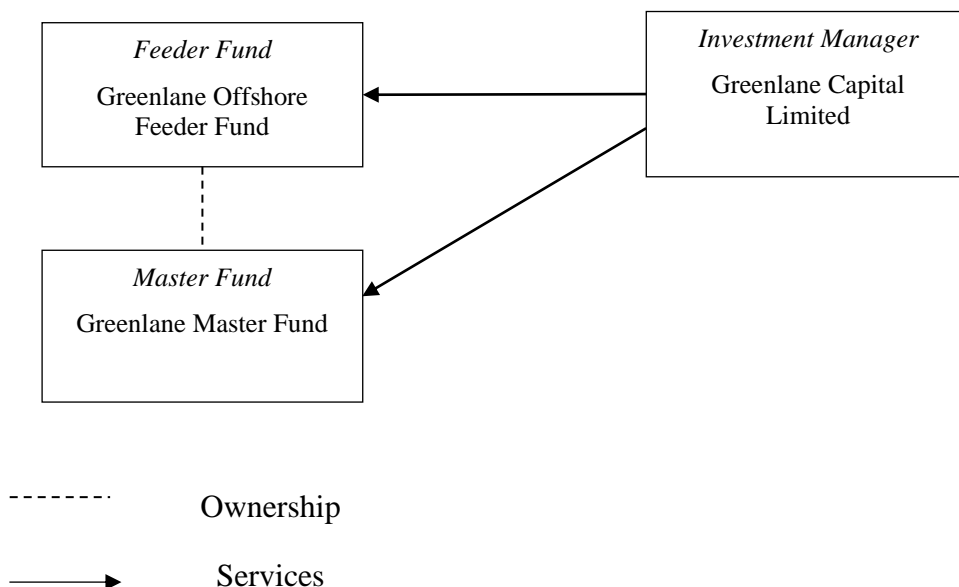 Feeder Fund
Greenlane Offshore
Feeder Fund
Investment Manager
Greenlane Capital
Limited
Master Fund
Greenlane Master Fund
Ownership
Services